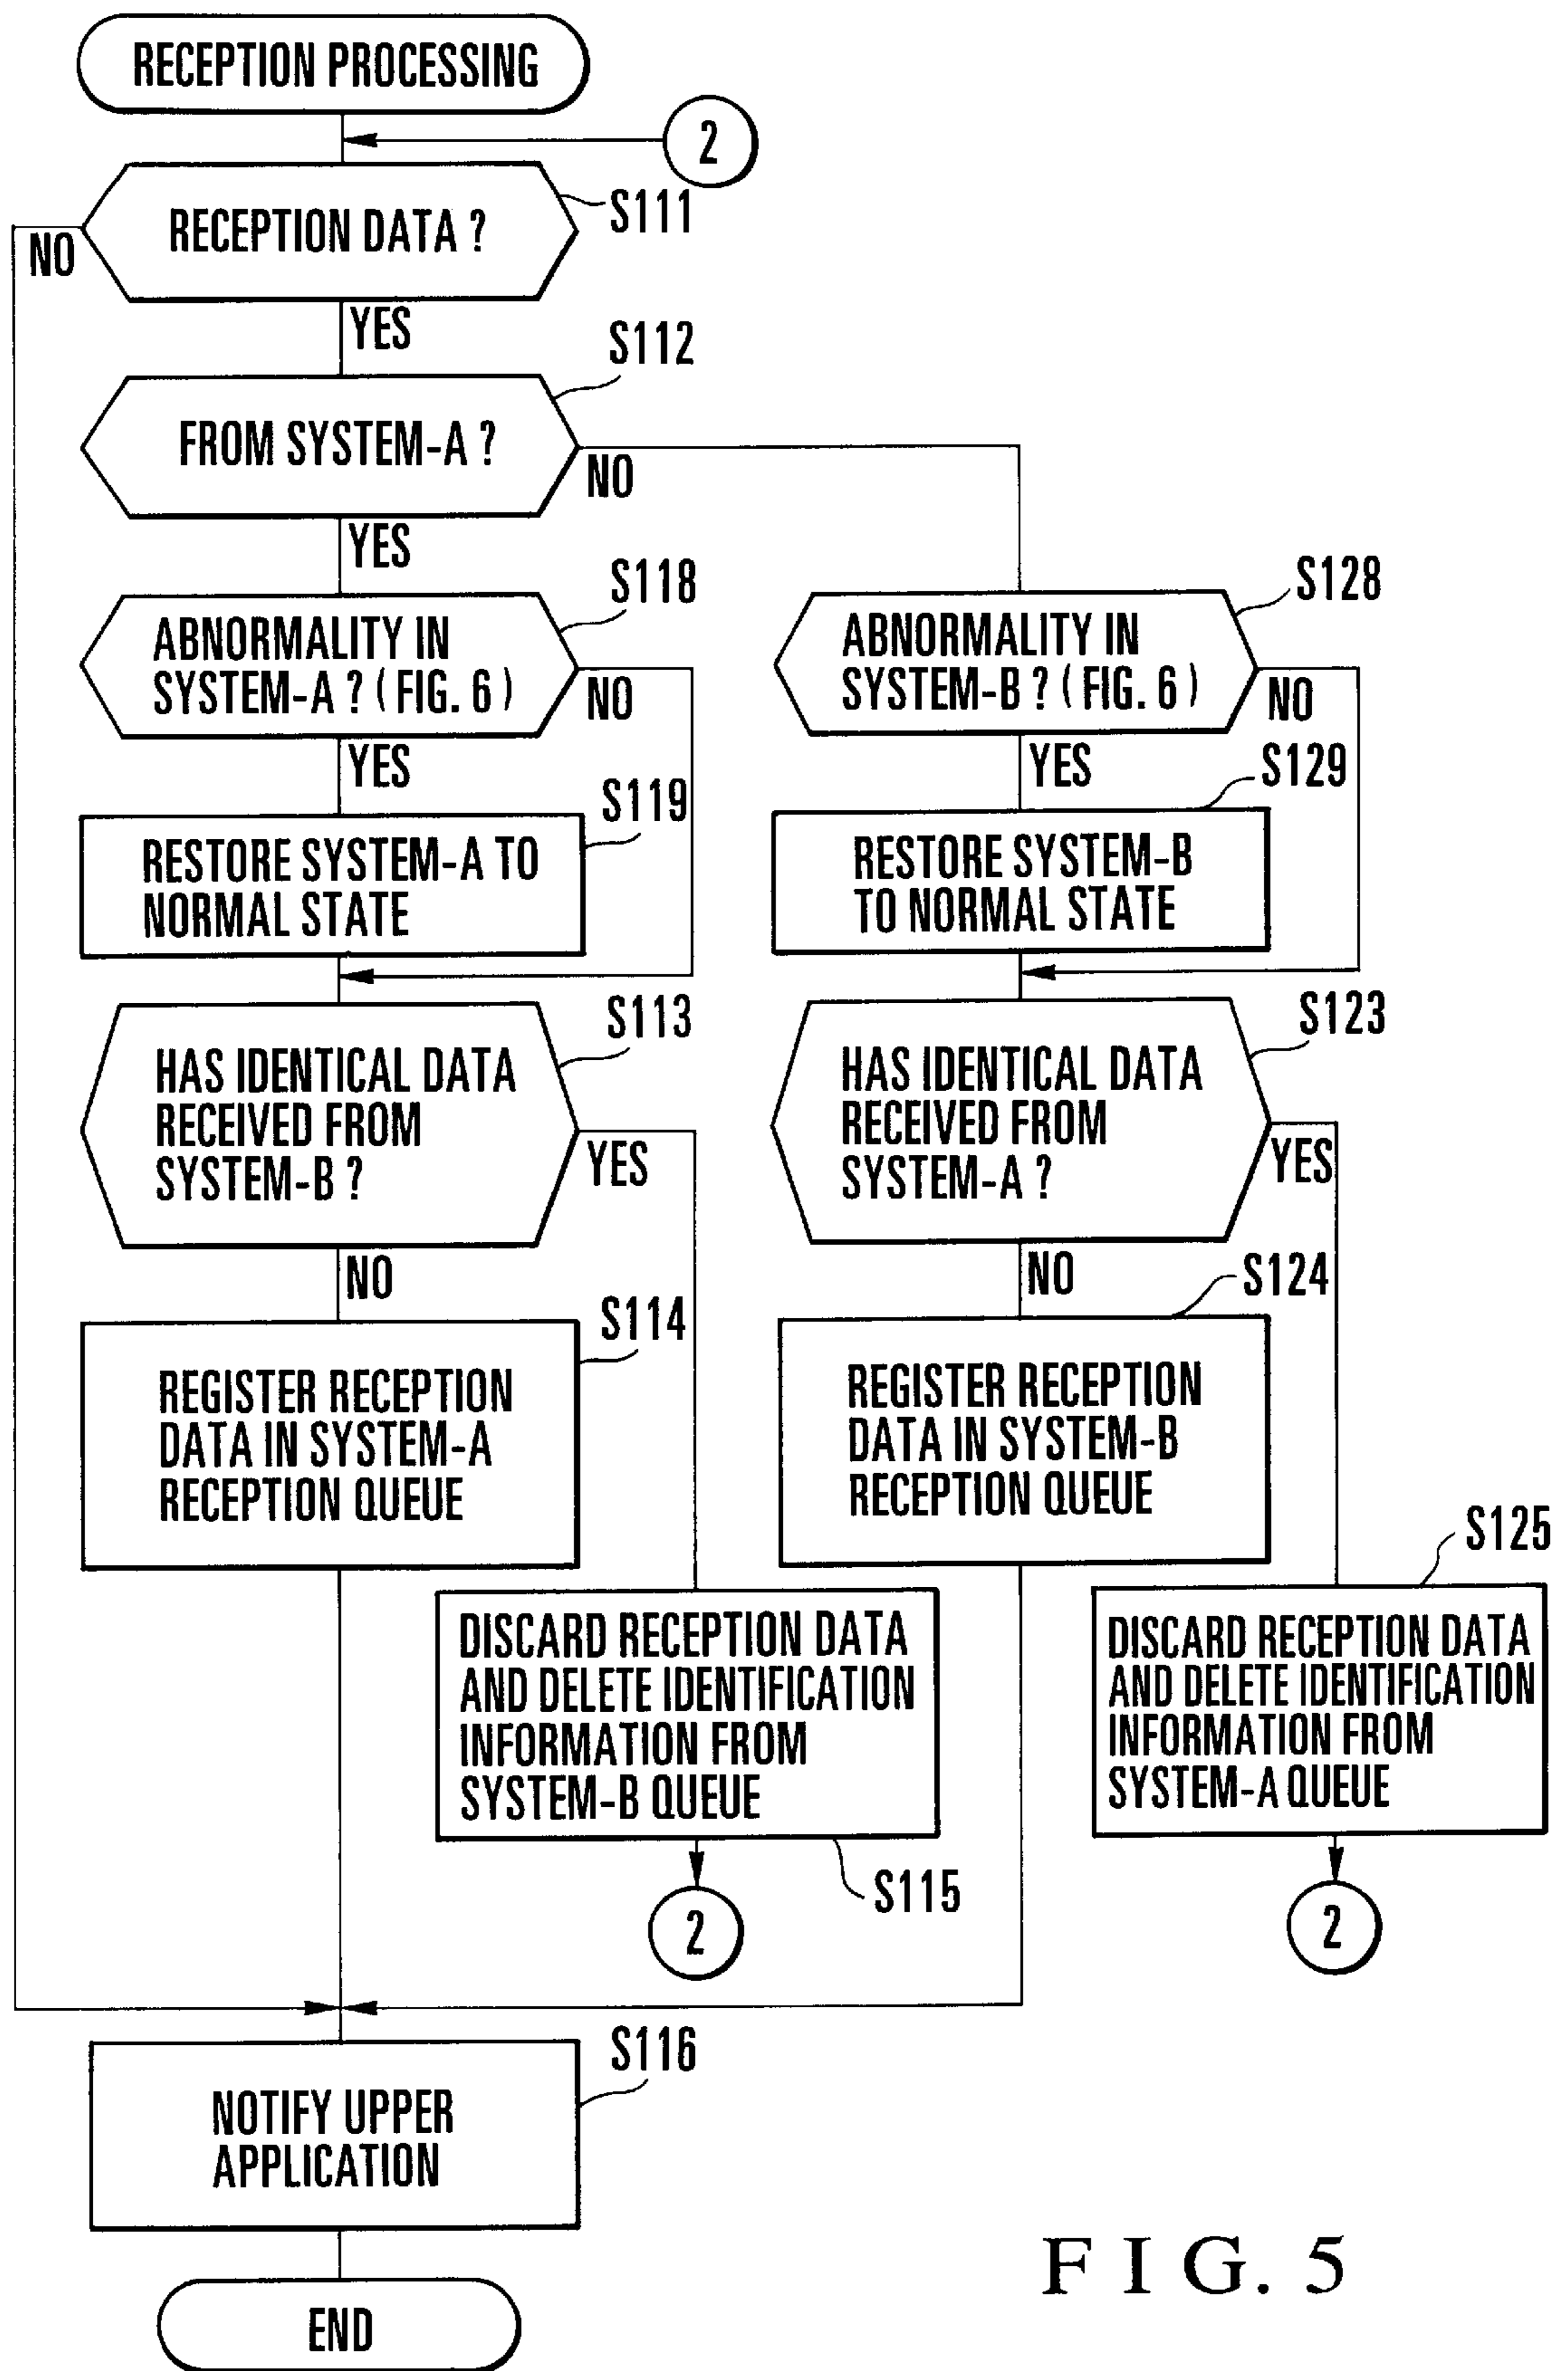 RECEPTION PROCESSING
2
RECEPTION DATA ?
S111
NO
YES
S112
FROM SYSTEM-A ?
NO
YES
S118
ABNORMALITY IN
SYSTEM-A ? ( FIG. 6 )
NO
YES
S119
RESTORE SYSTEM-A TO
NORMAL STATE
S128
ABNORMALITY IN
SYSTEM-B ? ( FIG. 6 )
NO
YES
S129
RESTORE SYSTEM-B
TO NORMAL STATE
S113
HAS IDENTICAL DATA
RECEIVED FROM
SYSTEM-B ?
YES
NO
S114
REGISTER RECEPTION
DATA IN SYSTEM-A
RECEPTION QUEUE
S123
HAS IDENTICAL DATA
RECEIVED FROM
SYSTEM-A ?
YES
NO
S124
REGISTER RECEPTION
DATA IN SYSTEM-B
RECEPTION QUEUE
DISCARD RECEPTION DATA
AND DELETE IDENTIFICATION
INFORMATION FROM
SYSTEM-B QUEUE
S115
2
S125
DISCARD RECEPTION DATA
AND DELETE IDENTIFICATION
INFORMATION FROM
SYSTEM-A QUEUE
2
S116
NOTIFY UPPER
APPLICATION
END
FIG. 5